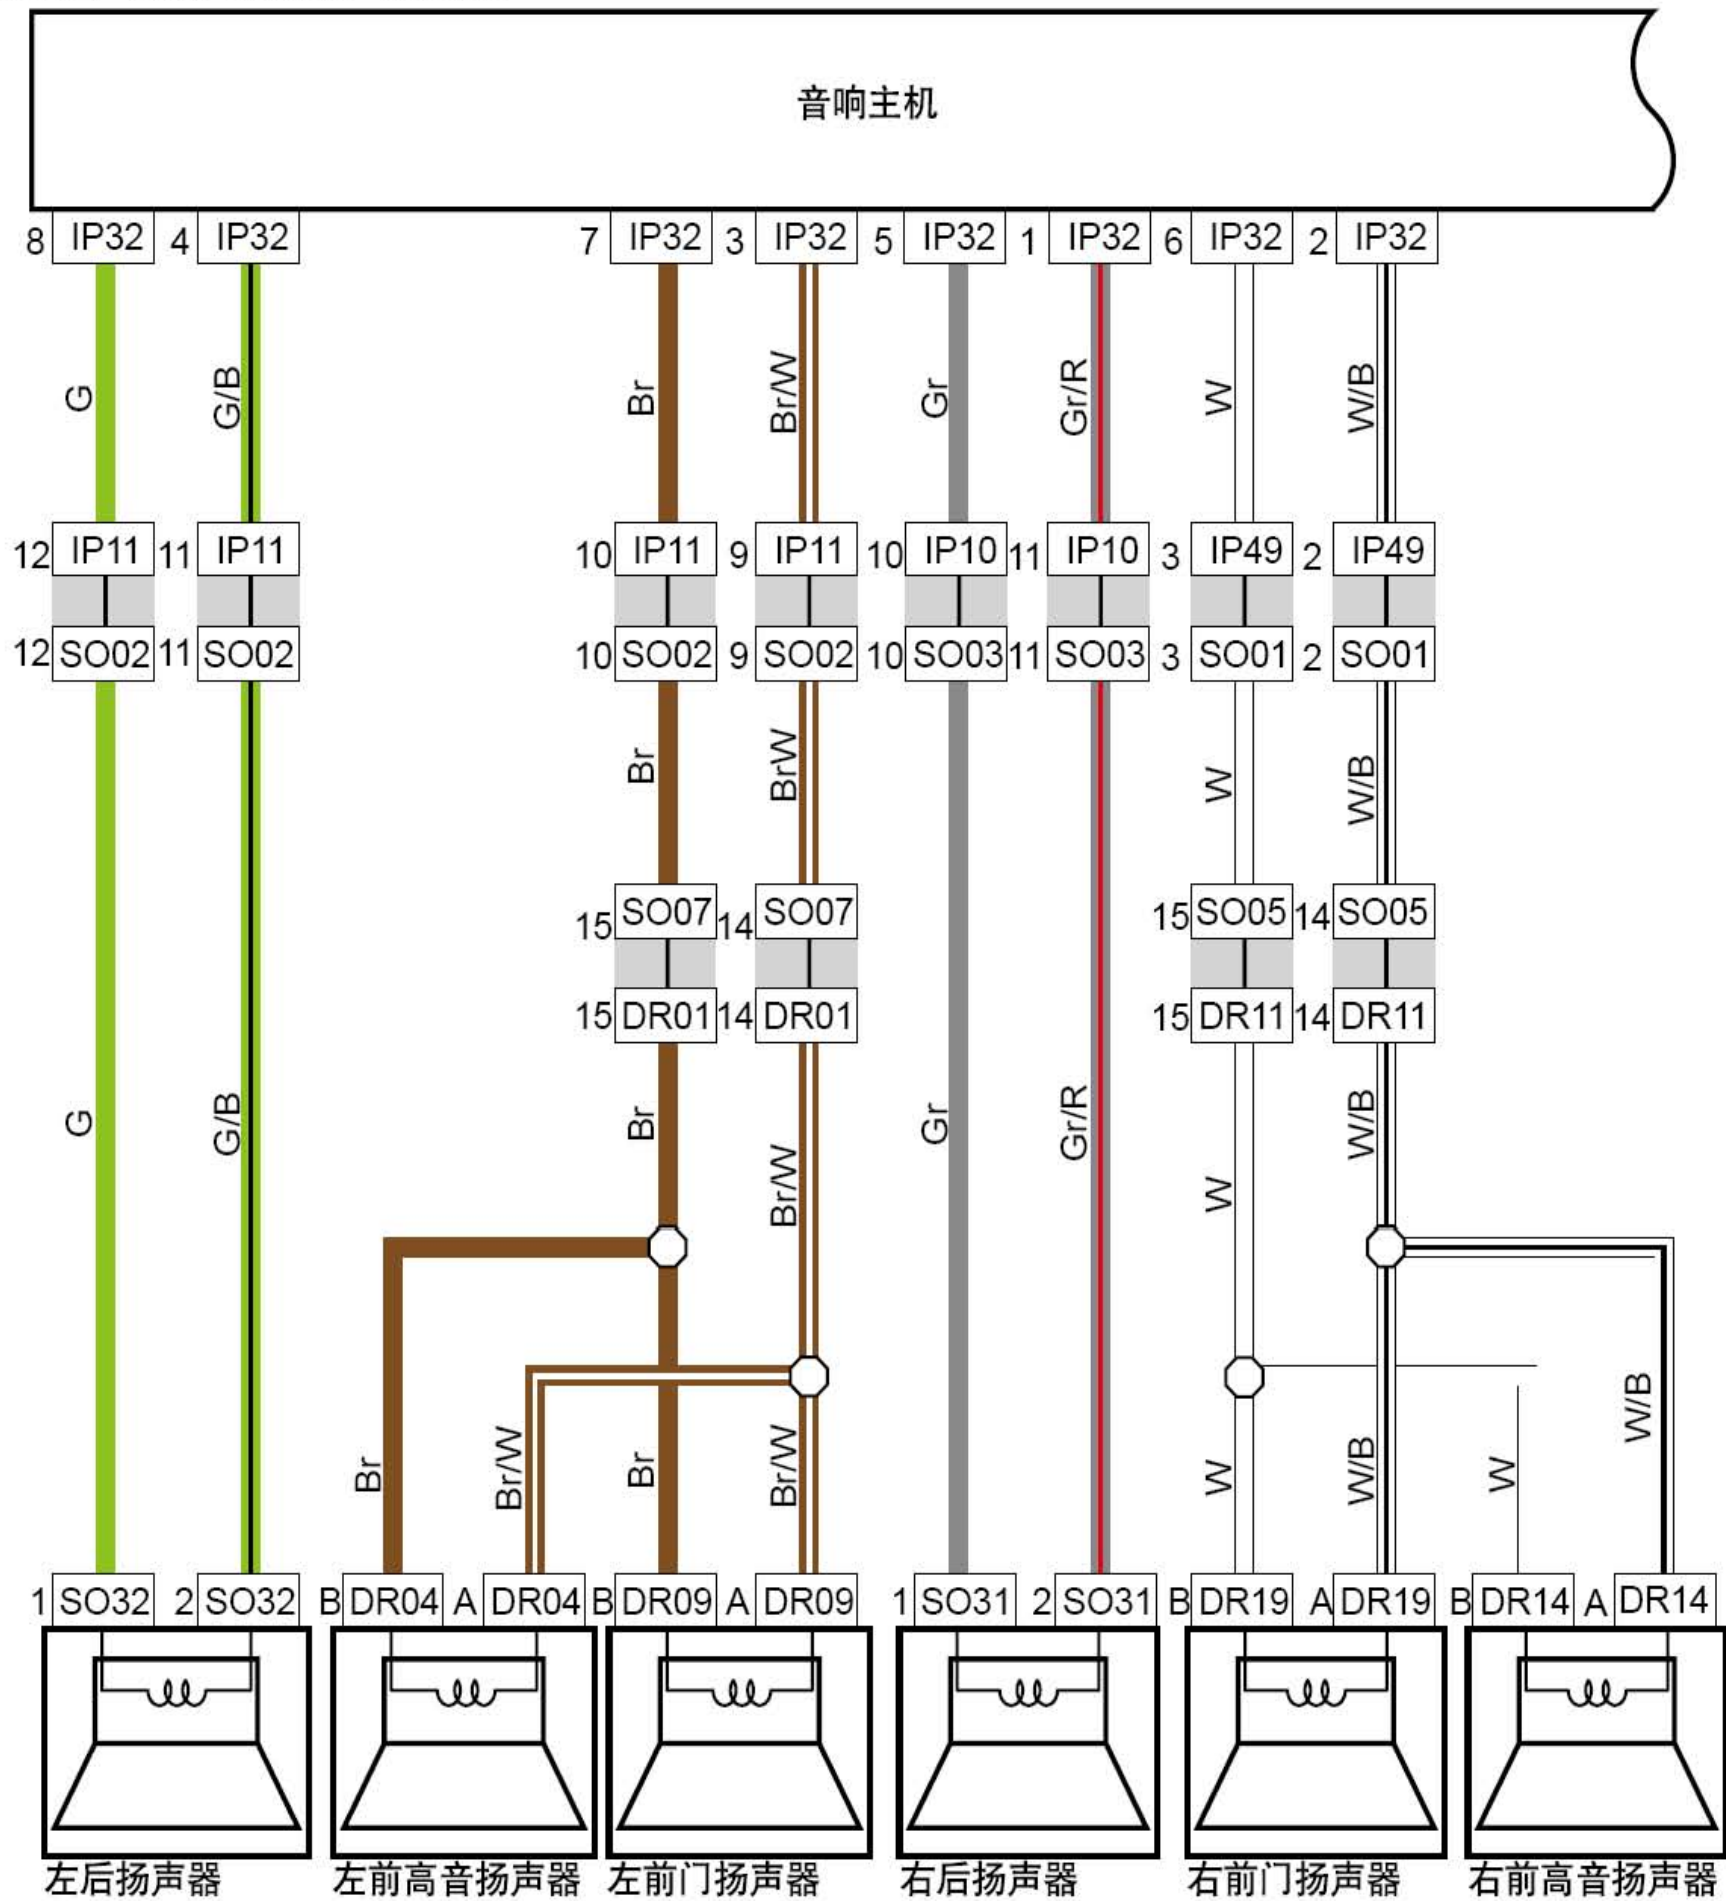 音响主机
8 IP32 4 IP32 7 IP32 3 IP32 5 IP32 1 IP32 6 IP32 2 IP32
G G/B Br Br/W Gr Gr/R W W/B
12 IP11 11 IP11 10 IP11 9 IP11 10 IP10 11 IP10 3 IP49 2 IP49
12 SO02 11 SO02 10 SO02 9 SO02 10 SO03 11 SO03 3 SO01 2 SO01
Br BrW W W/B
15 SO07 14 SO07 15 SO05 14 SO05
15 DR01 14 DR01 15 DR11 14 DR11
G G/B Br Br/W Gr Gr/R W W/B
Br Br/W Br Br/W W W/B W W/B
1 SO32 2 SO32 B DR04 A DR04 B DR09 A DR09 1 SO31 2 SO31 B DR19 A DR19 B DR14 A DR14
左后扬声器 左前高音扬声器 左前门扬声器 右后扬声器 右前门扬声器 右前高音扬声器